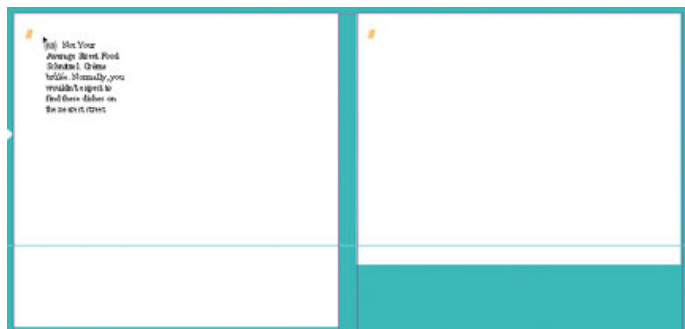 Not Your
Average Street Food
Schnitzel. Crème
brûlée. Normally, you
wouldn't expect to
find these dishes on
the nearest street